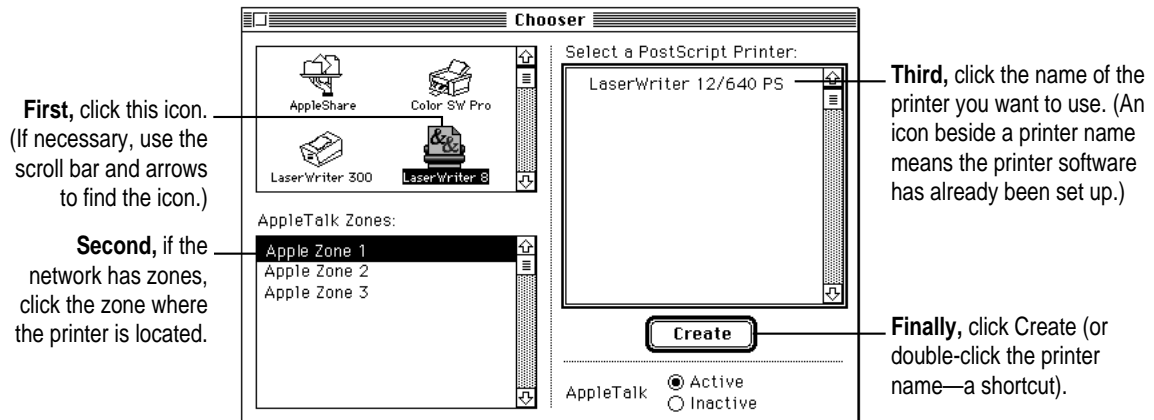 Chooser
First, click this icon.
(If necessary, use the
scroll bar and arrows
to find the icon.)
Second, if the
network has zones,
click the zone where
the printer is located.
AppleShare
Color SW Pro
LaserWriter 300
LaserWriter 8
AppleTalk Zones:
Apple Zone 1
Apple Zone 2
Apple Zone 3
Select a PostScript Printer:
LaserWriter 12/640 PS
Create
AppleTalk
Active
Inactive
Third, click the name of the
printer you want to use. (An
icon beside a printer name
means the printer software
has already been set up.)
Finally, click Create (or
double-click the printer
name—a shortcut).